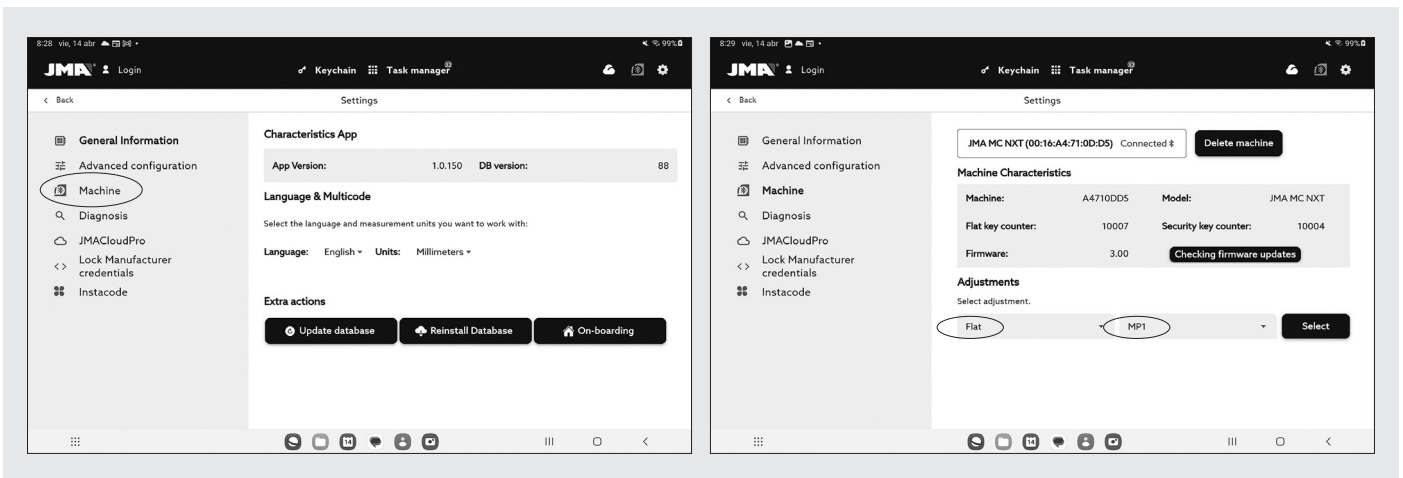 8:28 vie, 14 abr
99%
JMA Login
Keychain
Task manager
32
Back
Settings
General Information
Advanced configuration
Machine
Diagnosis
JMACloudPro
Lock Manufacturer
credentials
Instacode
Characteristics App
App Version: 1.0.150 DB version: 88
Language & Multicode
Select the language and measurement units you want to work with:
Language: English Units: Millimeters
Extra actions
Update database
Reinstall Database
On-boarding
14
8:29 vie, 14 abr
99%
JMA Login
Keychain
Task manager
32
Back
Settings
General Information
Advanced configuration
Machine
Diagnosis
JMACloudPro
Lock Manufacturer
credentials
Instacode
JMA MC NXT (00:16:A4:71:0D:D5) Connected
Delete machine
Machine Characteristics
Machine: A4710DD5 Model: JMA MC NXT
Flat key counter: 10007 Security key counter: 10004
Firmware: 3.00 Checking firmware updates
Adjustments
Select adjustment.
Flat MP1 Select
14